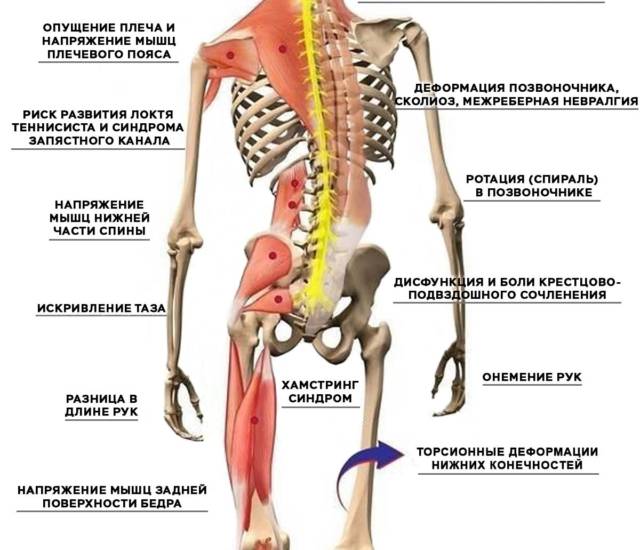 ОПУЩЕНИЕ ПЛЕЧА И
НАПРЯЖЕНИЕ МЫШЦ
ПЛЕЧЕВОГО ПОЯСА
РИСК РАЗВИТИЯ ЛОКТЯ
ТЕННИСИСТА И СИНДРОМА
ЗАПЯСТНОГО КАНАЛА
НАПРЯЖЕНИЕ
МЫШЦ НИЖНЕЙ
ЧАСТИ СПИНЫ
ИСКРИВЛЕНИЕ ТАЗА
РАЗНИЦА В
ДЛИНЕ РУК
НАПРЯЖЕНИЕ МЫШЦ ЗАДНЕЙ
ПОВЕРХНОСТИ БЕДРА
ХАМСТРИНГ
СИНДРОМ
ДЕФОРМАЦИЯ ПОЗВОНОЧНИКА,
СКОЛИОЗ, МЕЖРЕБЕРНАЯ НЕВРАЛГИЯ
РОТАЦИЯ (СПИРАЛЬ)
В ПОЗВОНОЧНИКЕ
ДИСФУНКЦИЯ И БОЛИ КРЕСТЦОВО-
ПОДВЗДОШНОГО СОЧЛЕНЕНИЯ
ОНЕМЕНИЕ РУК
ТОРСИОННЫЕ ДЕФОРМАЦИИ
НИЖНИХ КОНЕЧНОСТЕЙ